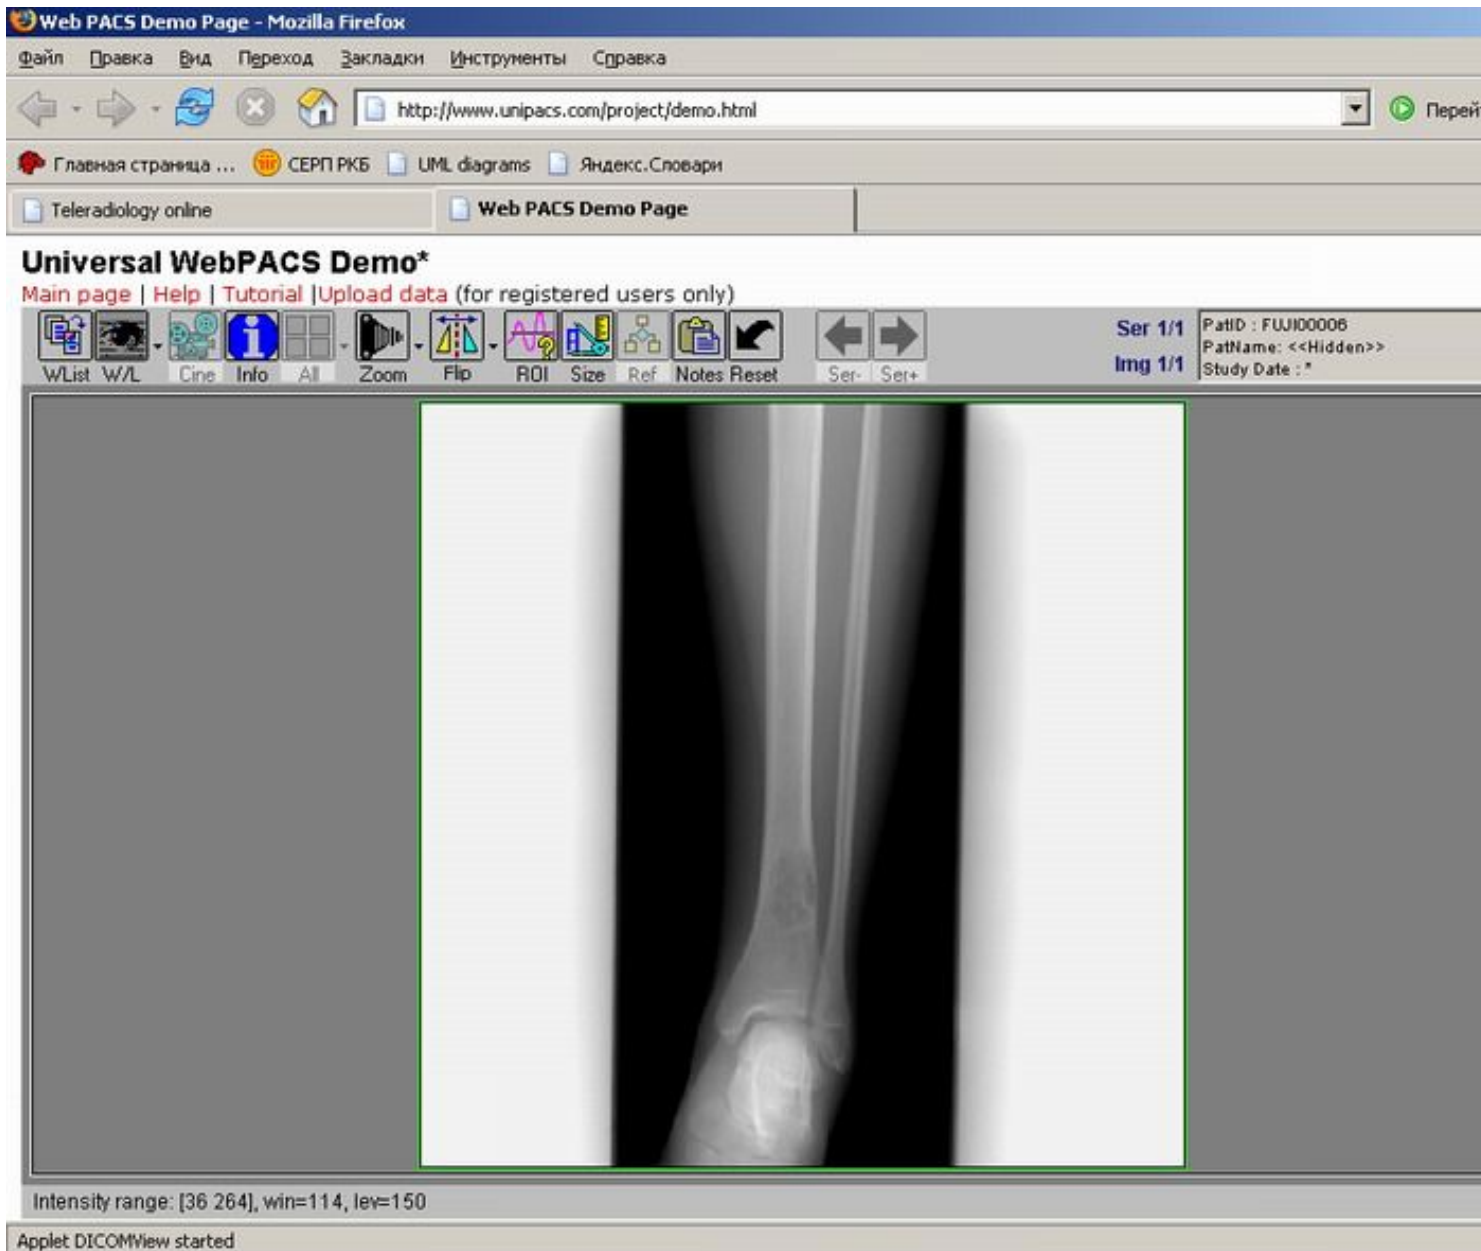 Web PACS Demo Page - Mozilla Firefox
Файл Правка Вид Переход Закладки Инструменты Справка
http://www.unipacs.com/project/demo.html
Главная страница ... СЕРП РКБ UML diagrams Яндекс.Словари
Teleradiology online Web PACS Demo Page
Universal WebPACS Demo*
Main page | Help | Tutorial |Upload data (for registered users only)
WList W/L Cine Info All Zoom Flip ROI Size Ref Notes Reset Ser- Ser+
Ser 1/1
Img 1/1
PatID : FUJI00006
PatName: <<Hidden>>
Study Date : *
Intensity range: [36 264], win=114, lev=150
Applet DICOMView started